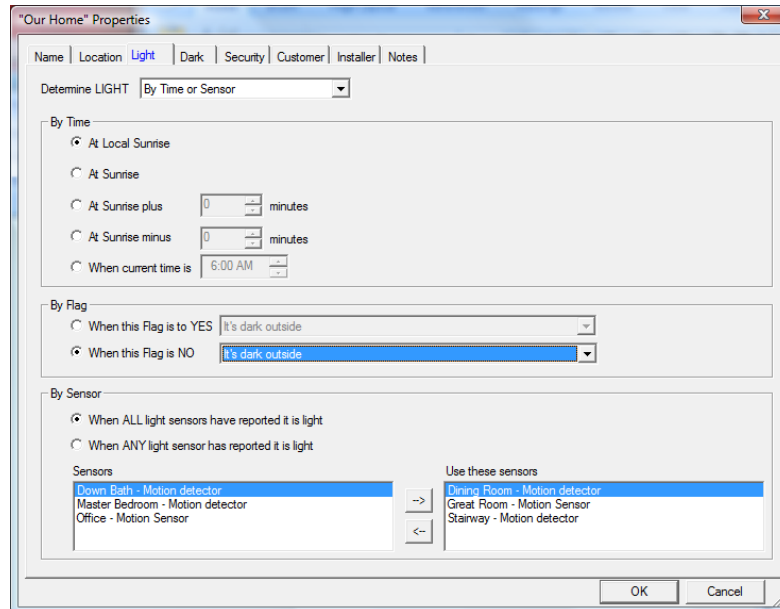 "Our Home" Properties
Name Location Light Dark Security Customer Installer Notes
Detemine LIGHT By Time or Sensor
By Time
At Local Sunrise
At Sunrise
At Sunrise plus 0 minutes
At Sunrise minus 0 minutes
When current time is 6:00 AM
By Flag
When this Flag is to YES It's dark outside
When this Flag is NO It's dark outside
By Sensor
When ALL light sensors have reported it is light
When ANY light sensor has reported it is light
Sensors Use these sensors
Down Bath - Motion detector --> Dining Room - Motion detector
Master Bedroom - Motion detector Great Room - Motion Sensor
Office - Motion Sensor <-- Stairway - Motion detector
OK Cancel